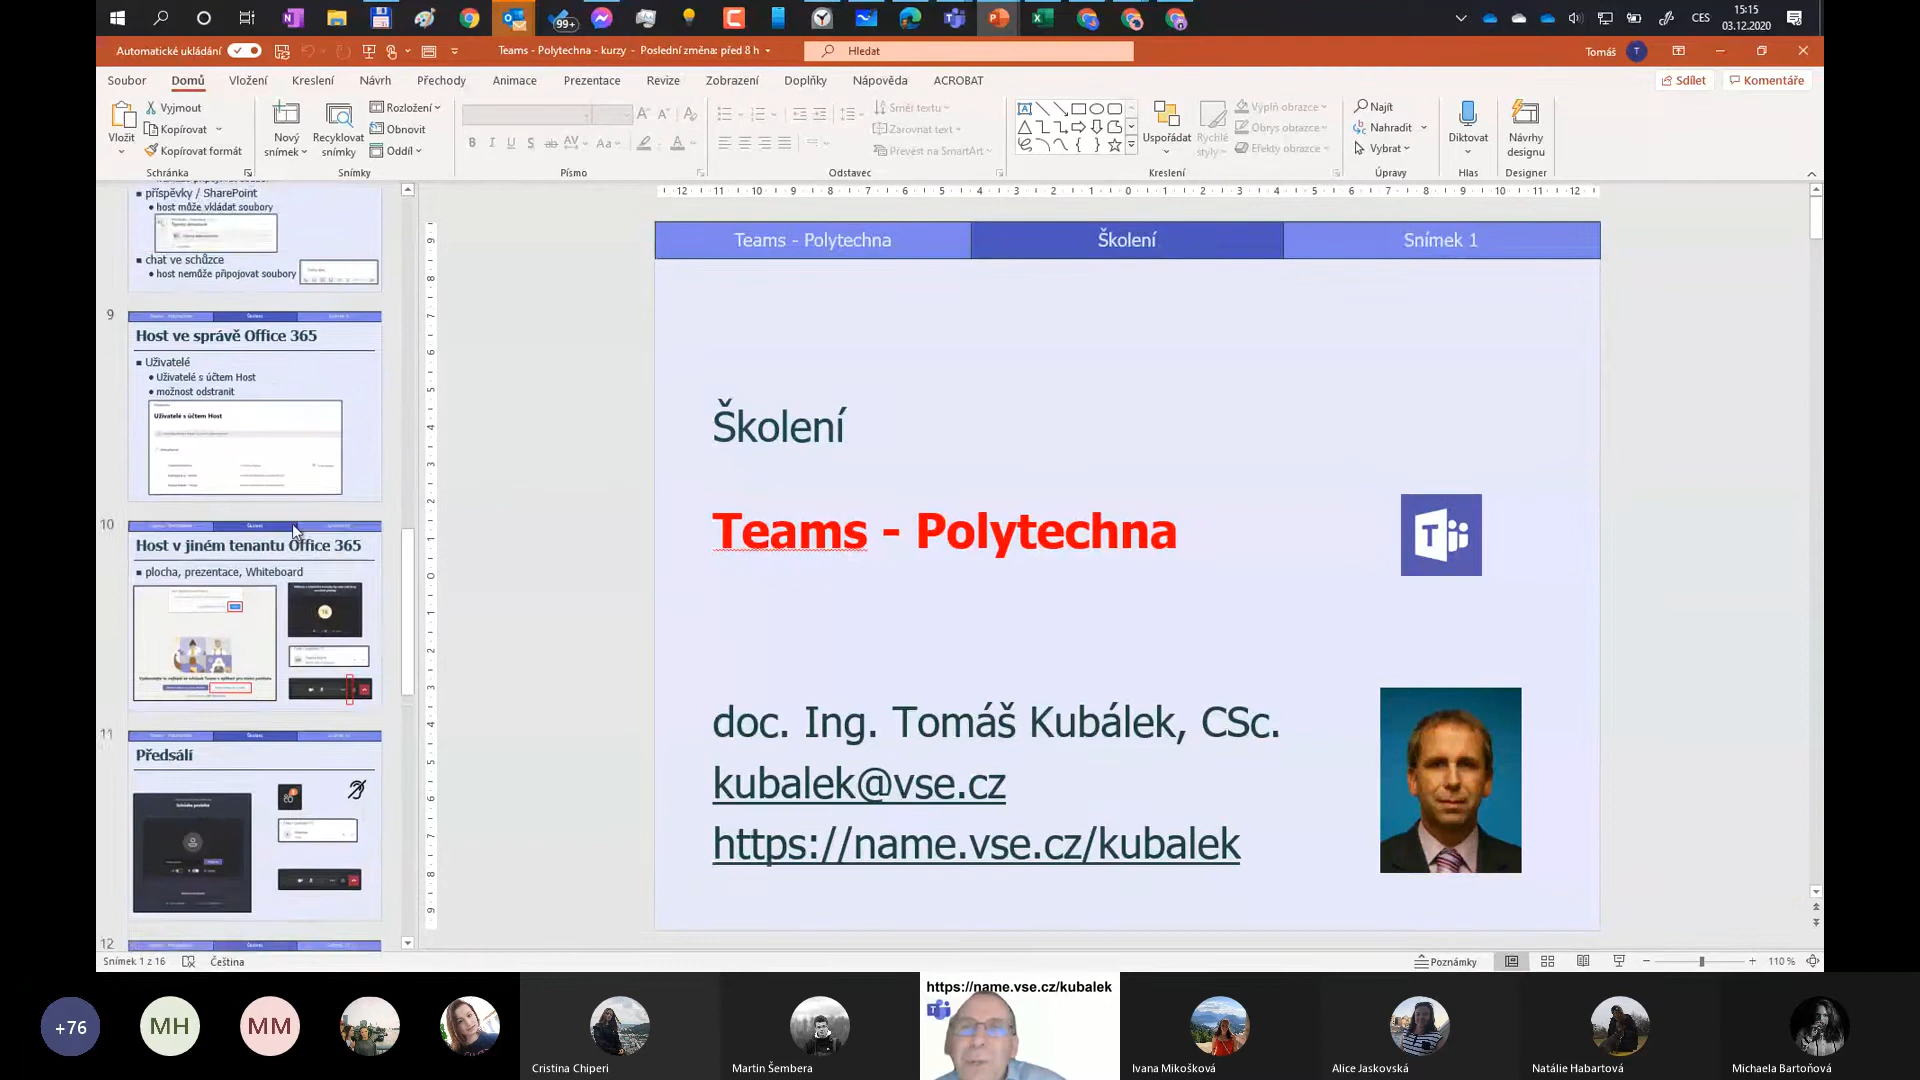 99+
CES
15:15
03.12.2020
Automatické ukládání
Teams - Polytechna - kurzy - Poslední změna: před 8 h
Hledat
Tomáš
T
Soubor
Domů
Vložení
Kreslení
Návrh
Přechody
Animace
Prezentace
Revize
Zobrazení
Doplňky
Nápověda
ACROBAT
Sdílet
Komentáře
Vložit
Vyjmout
Kopírovat
Kopírovat formát
Schránka
Nový
snímek
Recyklovat
snímky
Rozložení
Obnovit
Oddíl
Snímky
Písmo
Směr textu
Zarovnat text
Převést na SmartArt
Odstavec
Uspořádat
Rychlé
styly
Výplň obrazce
Obrys obrazce
Efekty obrazce
Kreslení
Najít
Nahradit
Vybrat
Úpravy
Diktovat
Hlas
Návrhy
designu
Designer
příspěvky / SharePoint
host může vkládat soubory
chat ve schůzce
host nemůže připojovat soubory
9
Host ve správě Office 365
Uživatelé
Uživatelé s účtem Host
možnost odstranit
Uživatelé s účtem Host
10
Host v jiném tenantu Office 365
plocha, prezentace, Whiteboard
11
Předsálí
12
Teams - Polytechna
Školení
Snímek 1
Školení
Teams - Polytechna
doc. Ing. Tomáš Kubálek, CSc.
kubalek@vse.cz
https://name.vse.cz/kubalek
Snímek 1 z 16
Čeština
Poznámky
110 %
+76
MH
MM
Cristina Chiperi
Martin Šembera
https://name.vse.cz/kubalek
Ivana Mikošková
Alice Jaskovská
Natálie Habartová
Michaela Bartoňová